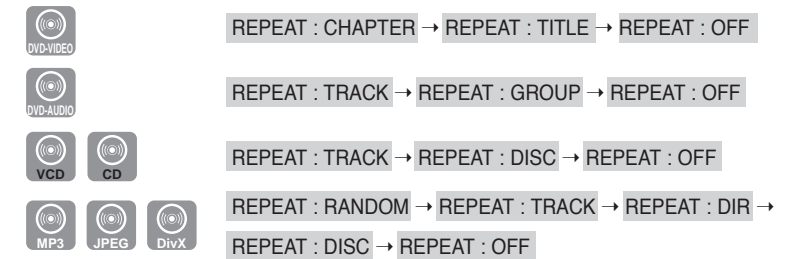 DVD-VIDEO REPEAT : CHAPTER → REPEAT : TITLE → REPEAT : OFF
DVD-AUDIO REPEAT : TRACK → REPEAT : GROUP → REPEAT : OFF
VCD CD REPEAT : TRACK → REPEAT : DISC → REPEAT : OFF
MP3 JPEG DivX REPEAT : RANDOM → REPEAT : TRACK → REPEAT : DIR →
REPEAT : DISC → REPEAT : OFF